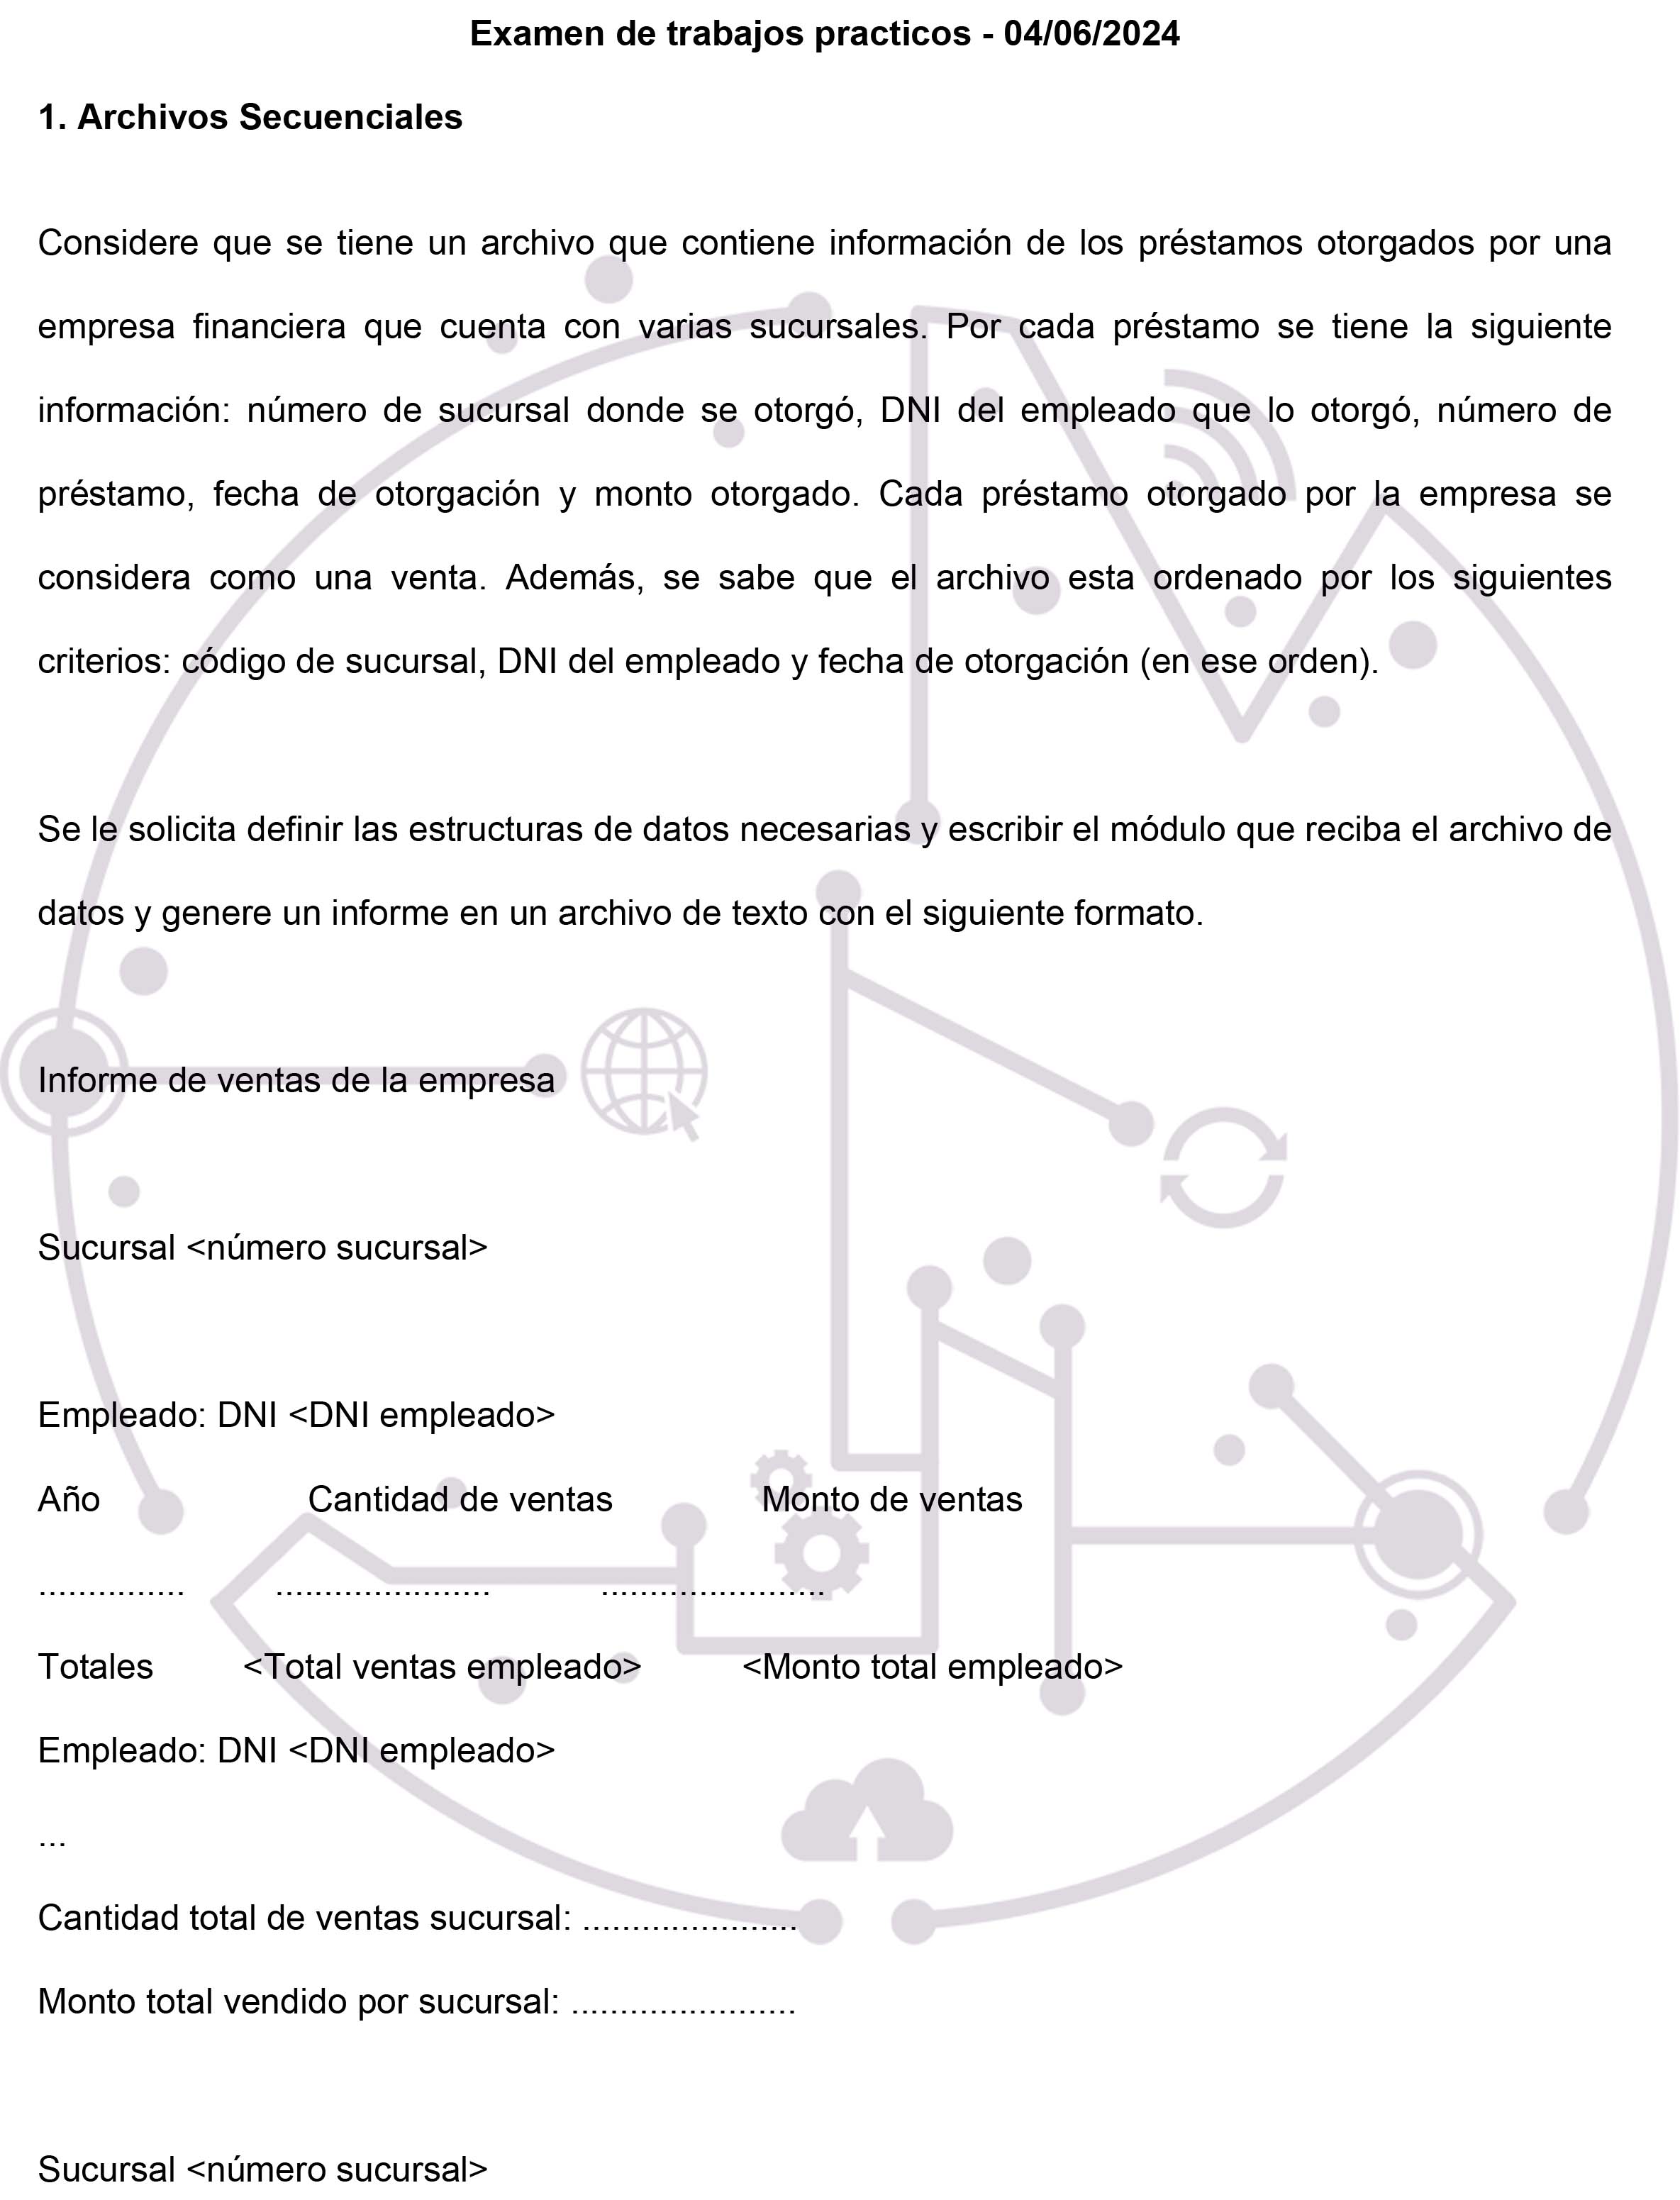 Examen de trabajos practicos - 04/06/2024
1. Archivos Secuenciales
Considere que se tiene un archivo que contiene información de los préstamos otorgados por una
empresa financiera que cuenta con varias sucursales. Por cada préstamo se tiene la siguiente
información: número de sucursal donde se otorgó, DNI del empleado que lo otorgó, número de
préstamo, fecha de otorgación y monto otorgado. Cada préstamo otorgado por la empresa se
considera como una venta. Además, se sabe que el archivo esta ordenado por los siguientes
criterios: código de sucursal, DNI del empleado y fecha de otorgación (en ese orden).
Se le solicita definir las estructuras de datos necesarias y escribir el módulo que reciba el archivo de
datos y genere un informe en un archivo de texto con el siguiente formato.
Informe de ventas de la empresa
Sucursal <número sucursal>
Empleado: DNI <DNI empleado>
Año Cantidad de ventas Monto de ventas
............... ...................... .......................
Totales <Total ventas empleado> <Monto total empleado>
Empleado: DNI <DNI empleado>
...
Cantidad total de ventas sucursal: ......................
Monto total vendido por sucursal: .......................
Sucursal <número sucursal>